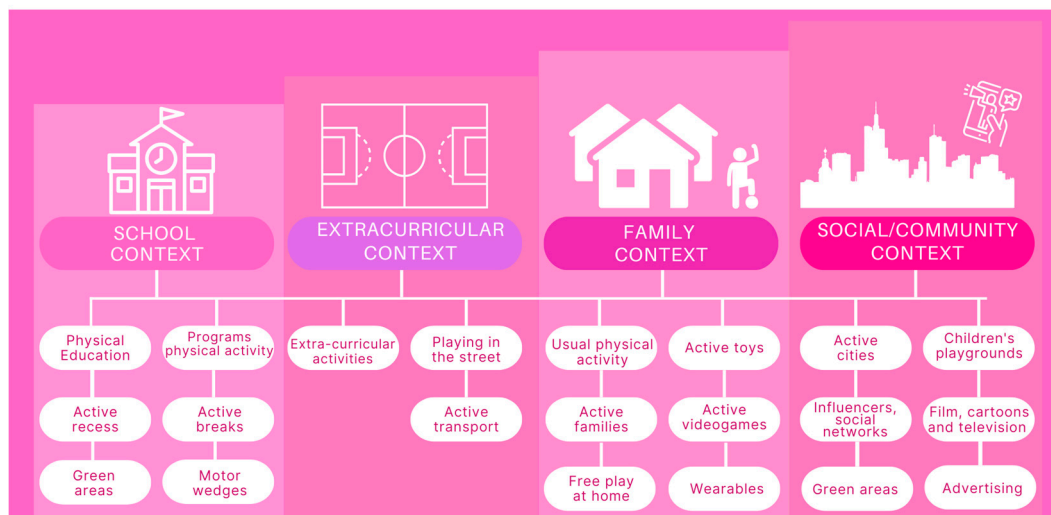 SCHOOL
CONTEXT
EXTRACURRICULAR
CONTEXT
FAMILY
CONTEXT
SOCIAL/COMMUNITY
CONTEXT
Physical
Education
Programs
physical activity
Extra-curricular
activities
Playing in
the street
Usual physical
activity
Active toys
Active
cities
Children's
playgrounds
Active
recess
Active
breaks
Active
transport
Active
families
Active
videogames
Influencers,
social
networks
Film, cartoons
and television
Green
areas
Motor
wedges
Free play
at home
Wearables
Green areas
Advertising